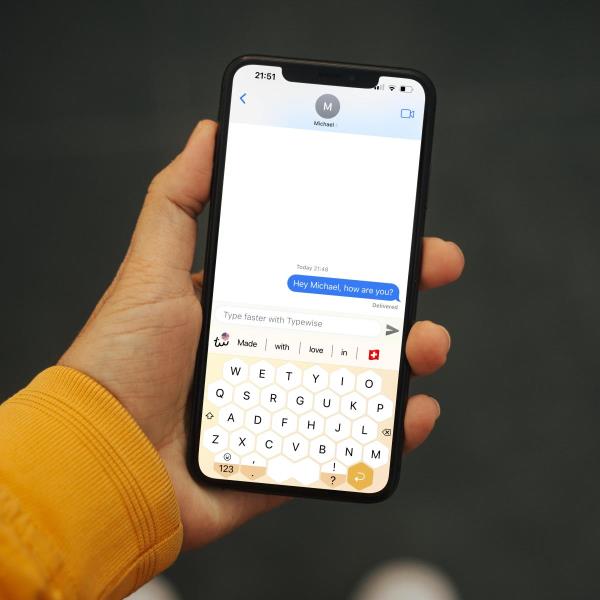 21:51
M
Michael
Today 21:48
Hey Michael, how are you?
Delivered
Type faster with Typewise
tw Made with love in
W E T Y I O
Q S R G U K P
A D F H J L
Z X C V B N M
123 , . ! ?